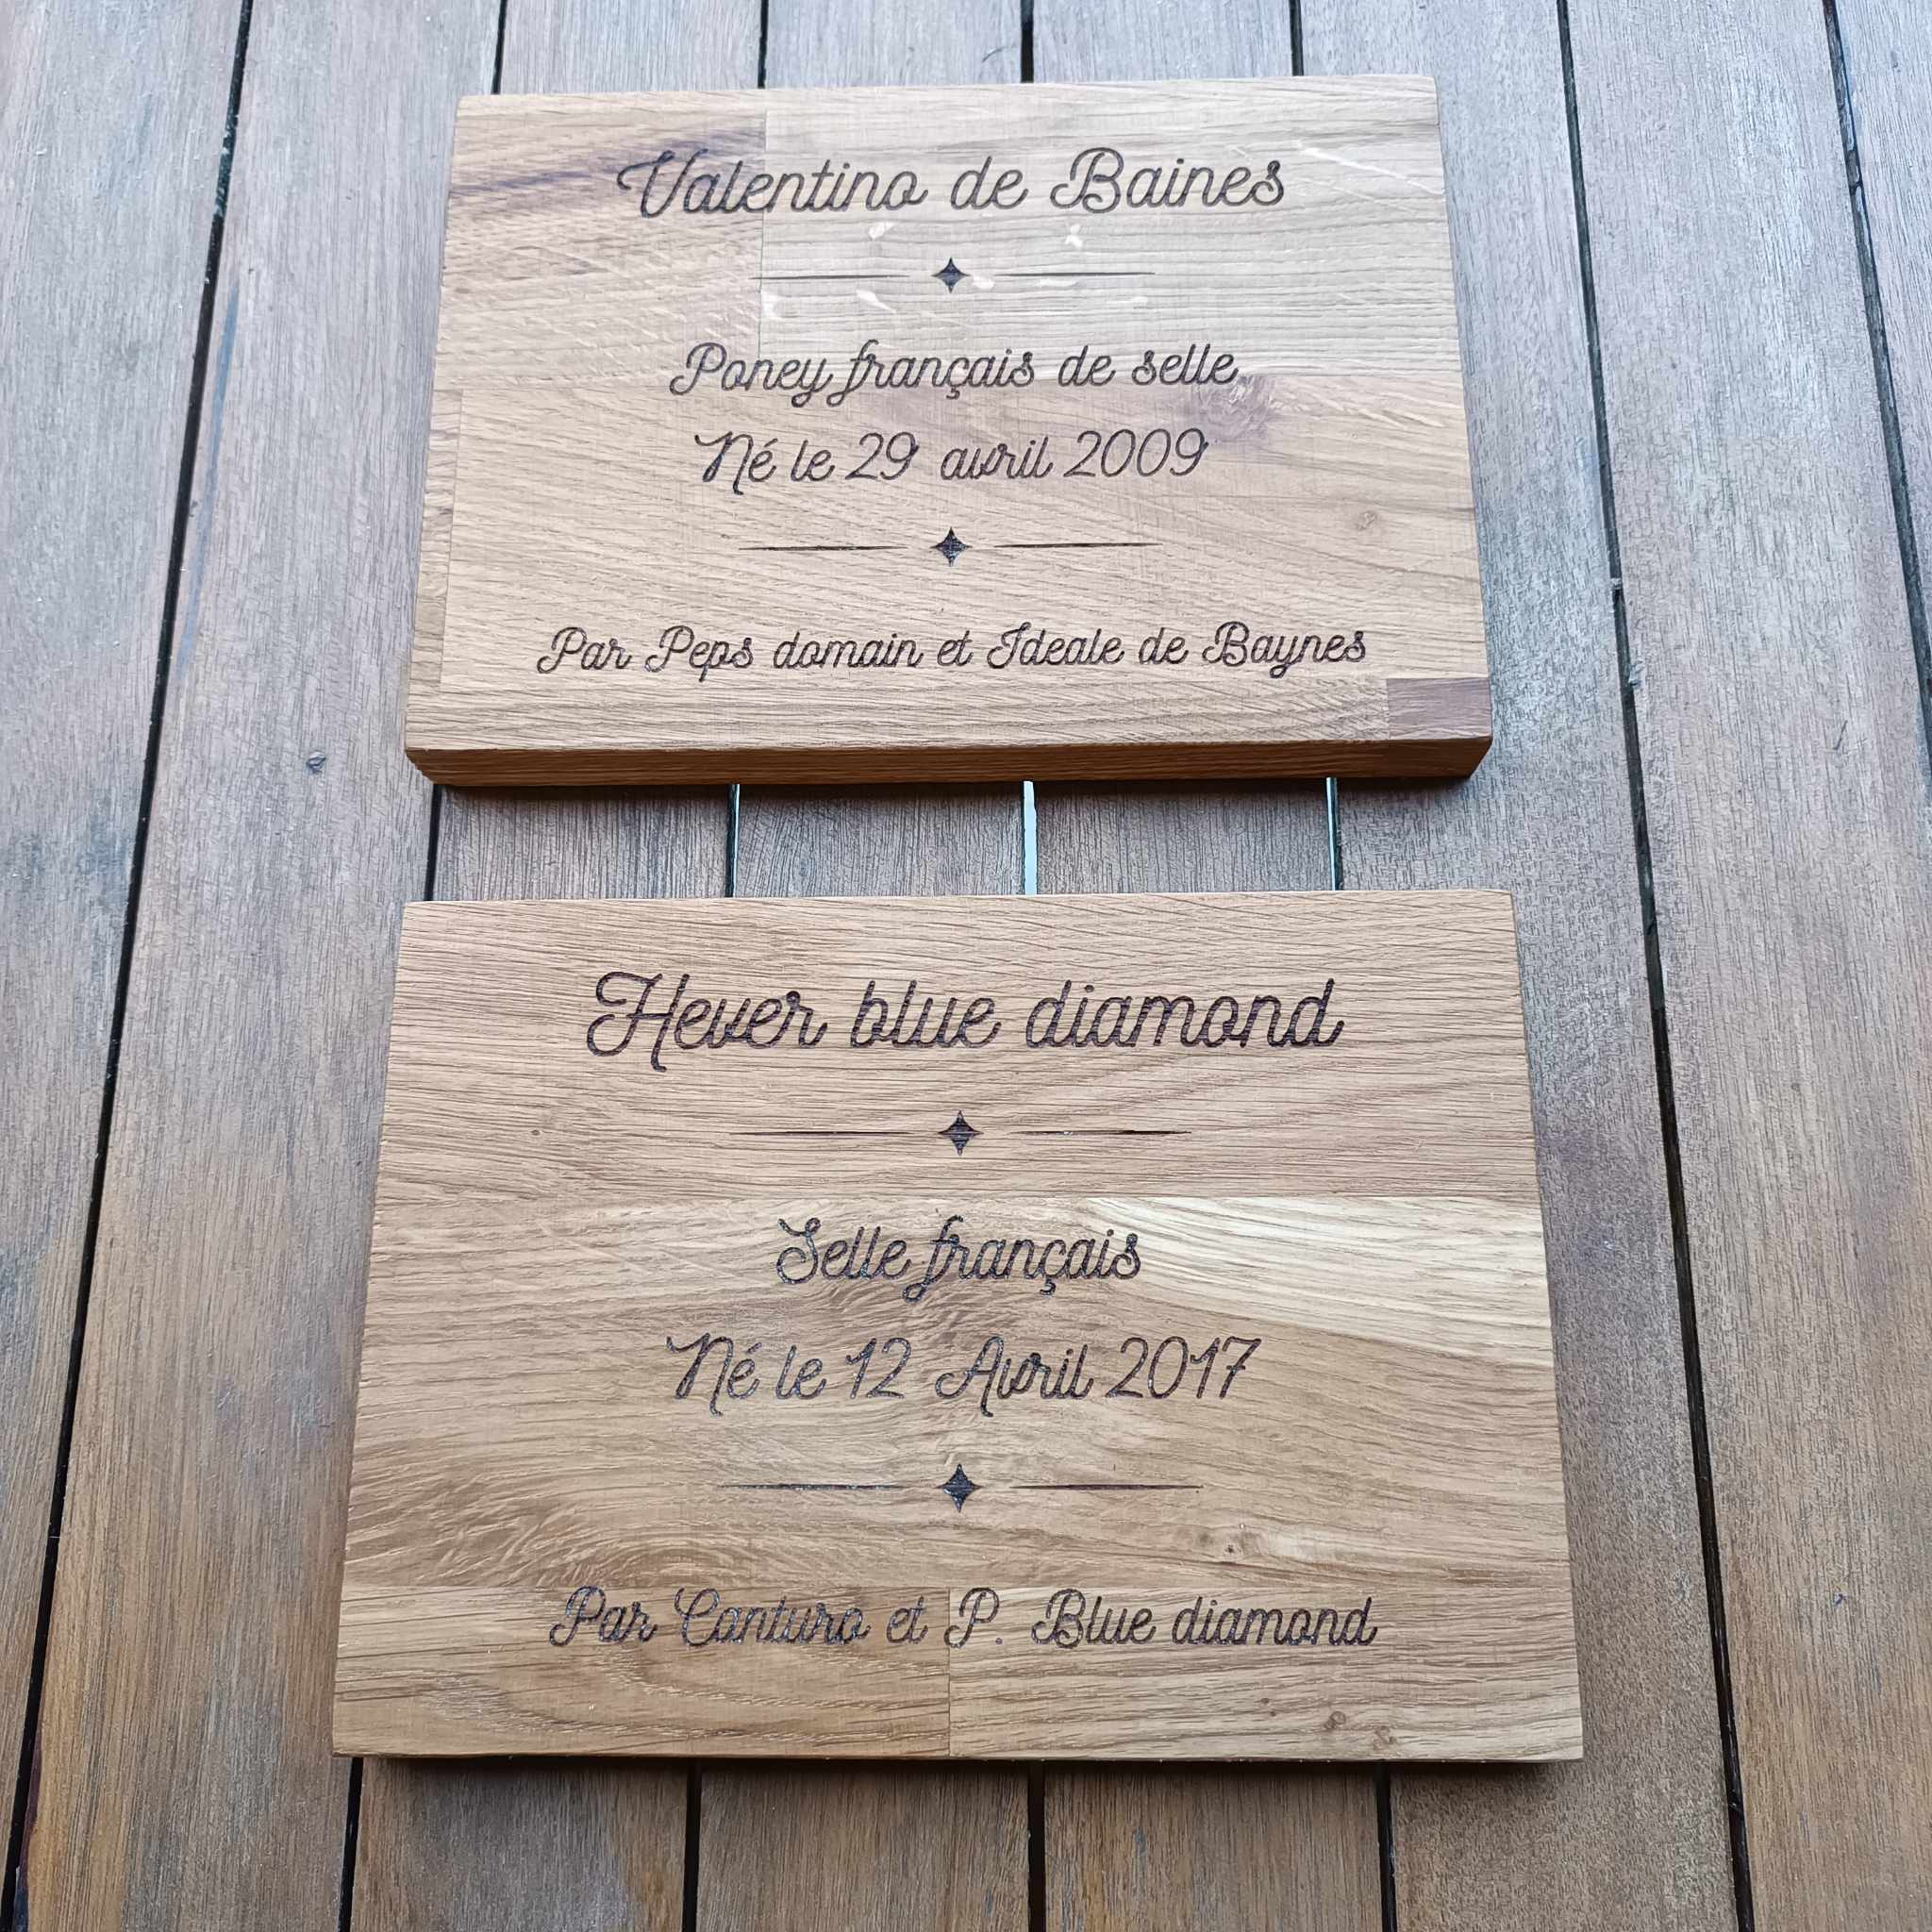 Valentino de Baines
Poney français de selle
Né le 29 avril 2009
Par Peps domain et Ideale de Baynes
Hever blue diamond
Selle français
Né le 12 Avril 2017
Par Canturo et P. Blue diamond